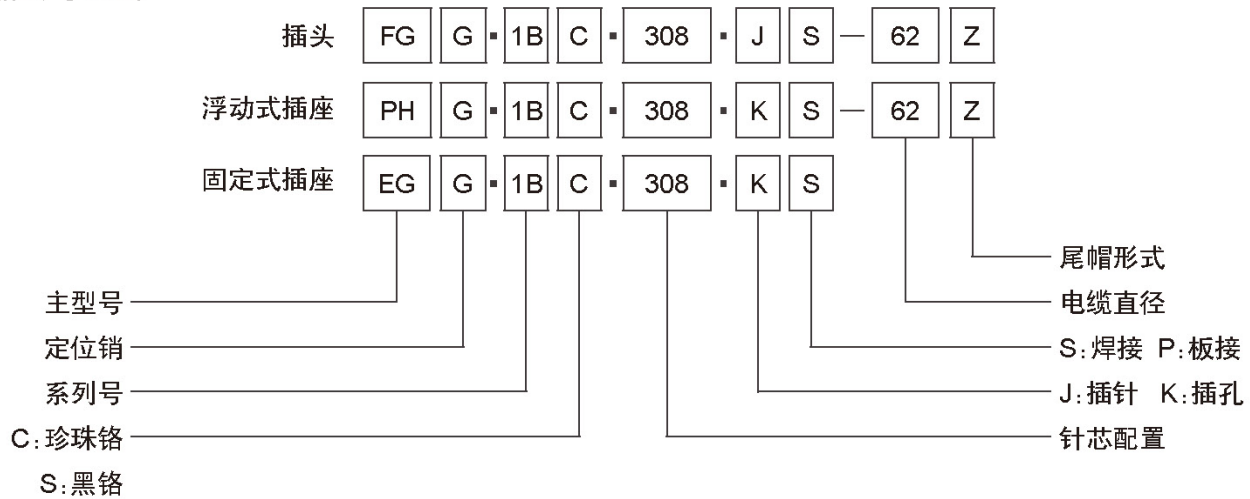 插头 FG G·1B C·308·J S—62 Z
浮动式插座 PH G·1B C·308·K S—62 Z
固定式插座 EG G·1B C·308·K S
尾帽形式
主型号 电缆直径
定位销 S:焊接 P:板接
系列号 J:插针 K:插孔
C:珍珠铬 针芯配置
S:黑铬